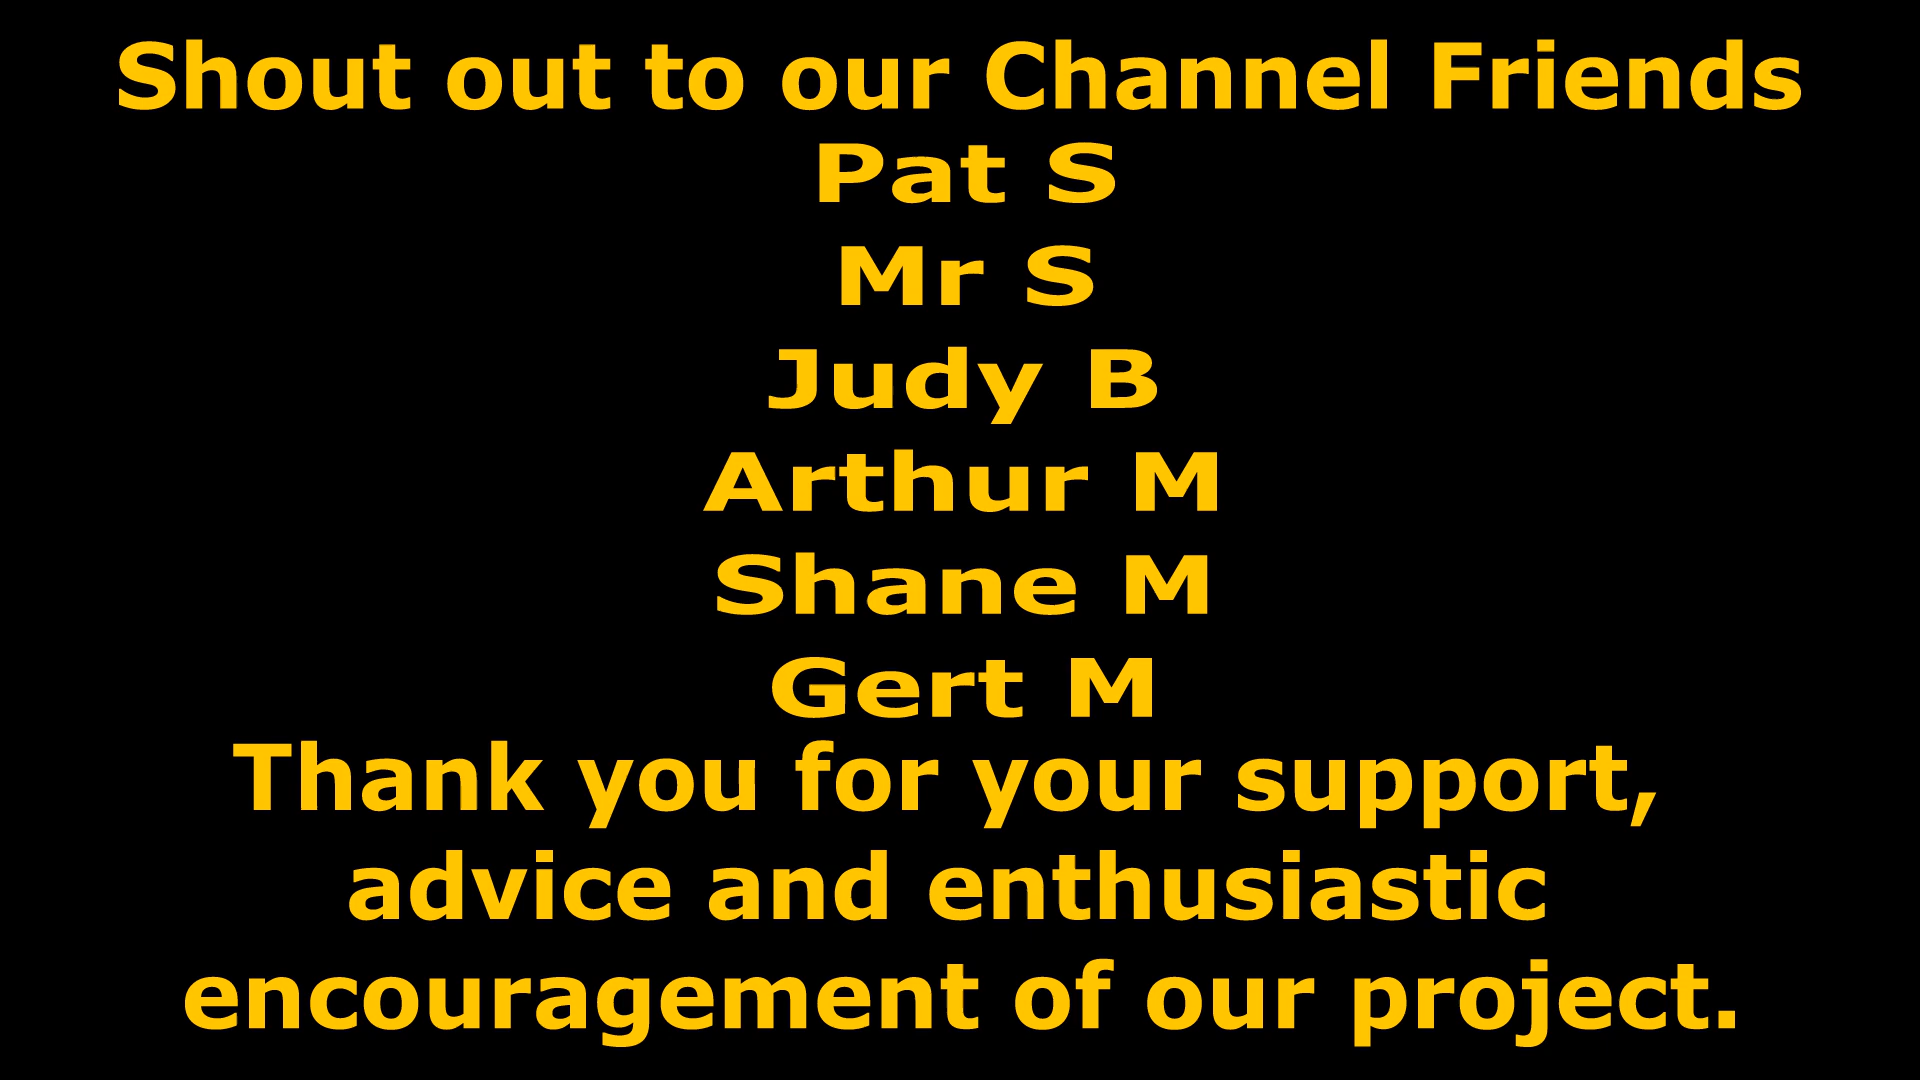 Shout out to our Channel Friends
Pat S
Mr S
Judy B
Arthur M
Shane M
Gert M
Thank you for your support,
advice and enthusiastic
encouragement of our project.